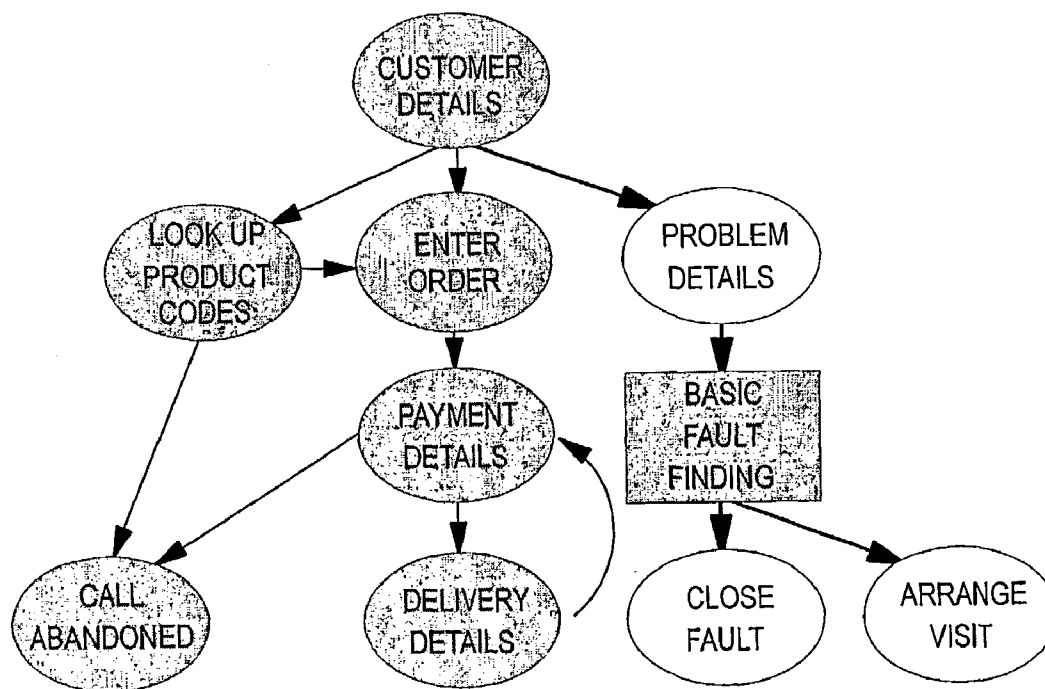 CUSTOMER
DETAILS
LOOK UP
PRODUCT
CODES
ENTER
ORDER
PROBLEM
DETAILS
PAYMENT
DETAILS
BASIC
FAULT
FINDING
CALL
ABANDONED
DELIVERY
DETAILS
CLOSE
FAULT
ARRANGE
VISIT